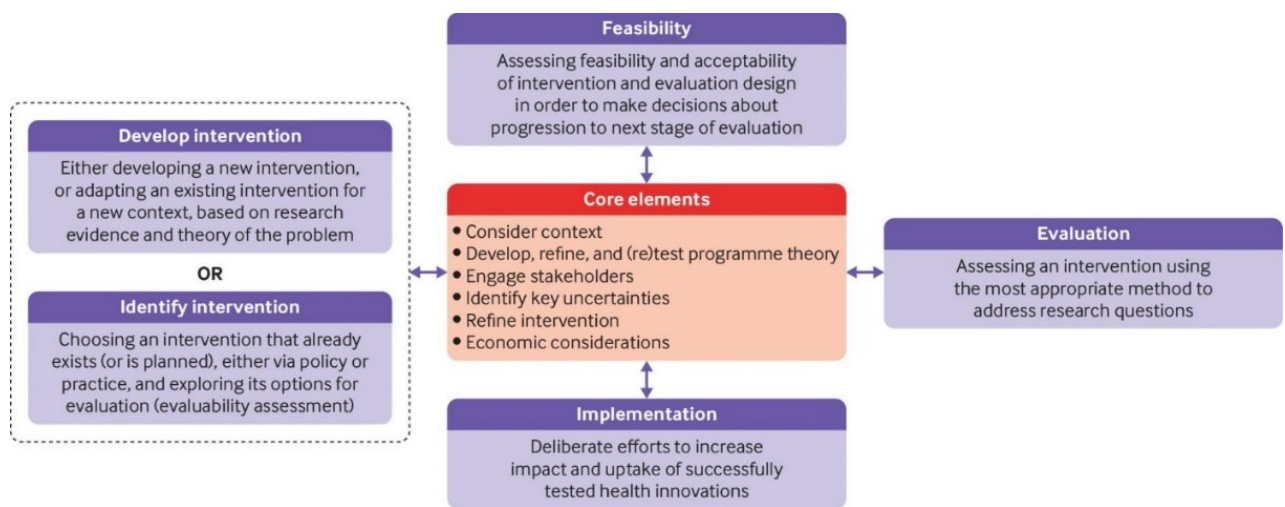 Feasibility
Assessing feasibility and acceptability
of intervention and evaluation design
in order to make decisions about
progression to next stage of evaluation
Develop intervention
Either developing a new intervention,
or adapting an existing intervention for
a new context, based on research
evidence and theory of the problem
OR
Identify intervention
Choosing an intervention that already
exists (or is planned), either via policy or
practice, and exploring its options for
evaluation (evaluability assessment)
Core elements
• Consider context
• Develop, refine, and (re)test programme theory
• Engage stakeholders
• Identify key uncertainties
• Refine intervention
• Economic considerations
Evaluation
Assessing an intervention using
the most appropriate method to
address research questions
Implementation
Deliberate efforts to increase
impact and uptake of successfully
tested health innovations